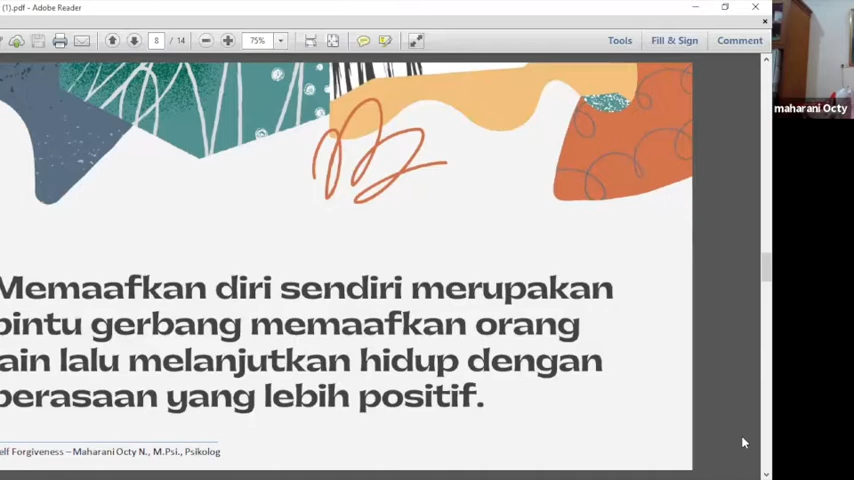 (1).pdf - Adobe Reader
8 / 14
75%
Tools
Fill & Sign
Comment
maharani Octy
Memaafkan diri sendiri merupakan
pintu gerbang memaafkan orang
lain lalu melanjutkan hidup dengan
perasaan yang lebih positif.
elf Forgiveness – Maharani Octy N., M.Psi., Psikolog